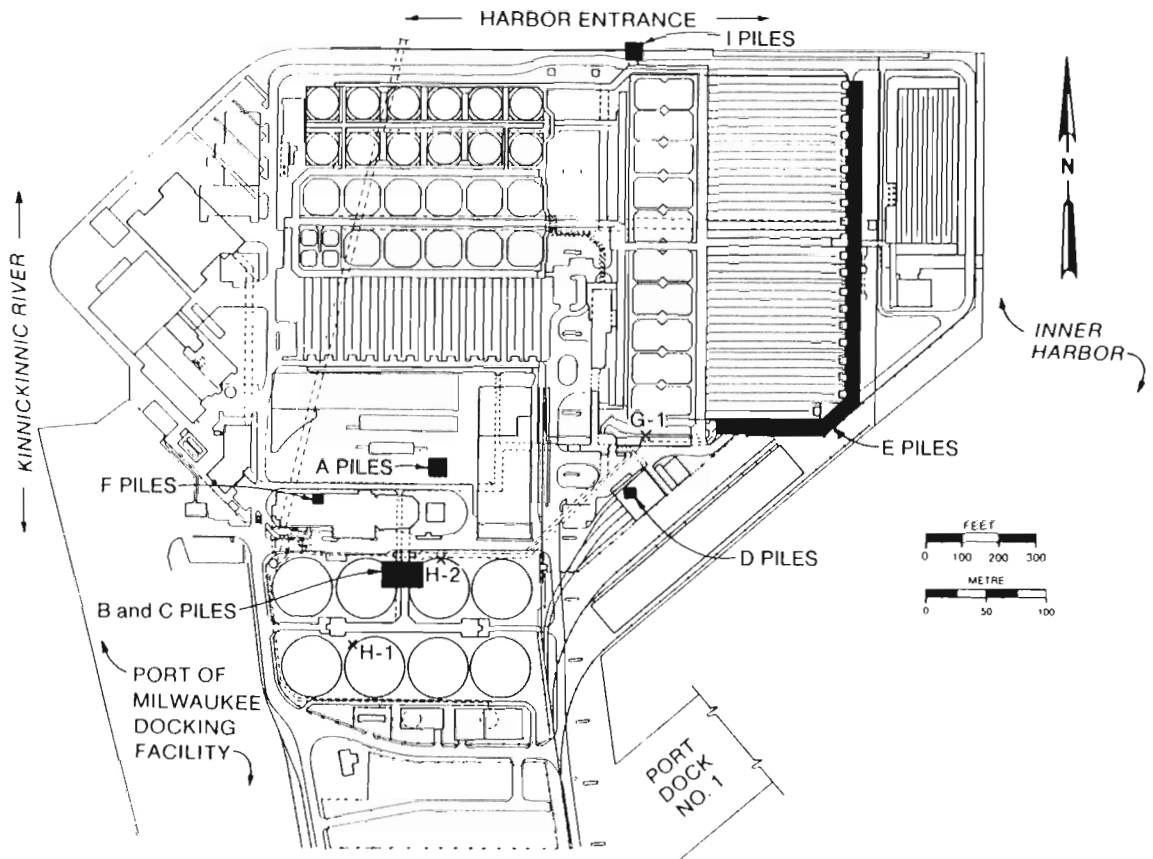 HARBOR ENTRANCE
I PILES
N
KINNICKINNIC RIVER
INNER
HARBOR
G-1
E PILES
A PILES
F PILES
FEET
0 100 200 300
D PILES
METRE
0 50 100
H-2
B and C PILES
H-1
PORT OF
MILWAUKEE
DOCKING
FACILITY
PORT
DOCK
NO. 1